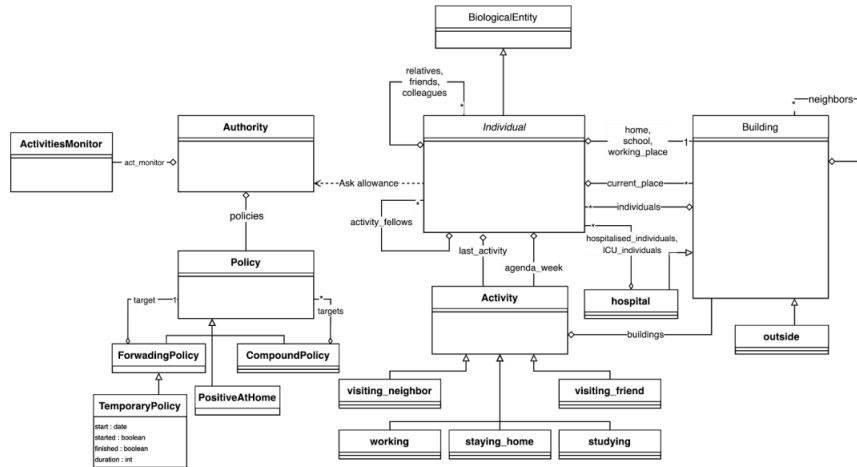 BiologicalEntity
relatives,
friends,
colleagues
*
neighbors
*
Authority
Individual
home,
school,
working_place
1
Building
ActivitiesMonitor
act_monitor
Ask allowance
current_place
*
*
individuals
policies
*
activity_fellows
*
hospitalised_individuals,
ICU_individuals
last_activity
Policy
agenda_week
target
1
*
targets
Activity
hospital
buildings
outside
ForwadingPolicy
CompoundPolicy
visiting_neighbor
visiting_friend
PositiveAtHome
TemporaryPolicy
start : date
started : boolean
finished : boolean
duration : int
working
staying_home
studying